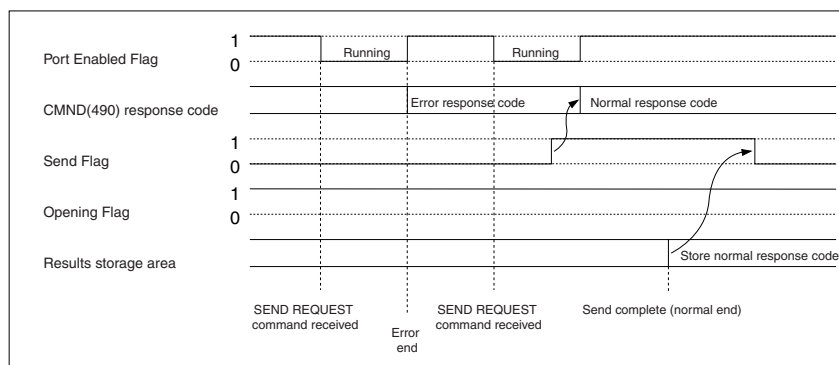 Port Enabled Flag
1
0
Running
Running
CMND(490) response code
Error response code
Normal response code
Send Flag
1
0
Opening Flag
1
0
Results storage area
Store normal response code
SEND REQUEST
command received
Error
end
SEND REQUEST
command received
Send complete (normal end)